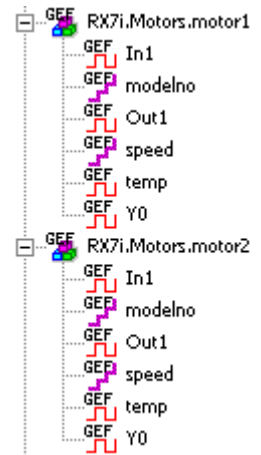 GEF RX7i.Motors.motor1
GEF In1
GEF modelno
GEF Out1
GEF speed
GEF temp
GEF Y0
GEF RX7i.Motors.motor2
GEF In1
GEF modelno
GEF Out1
GEF speed
GEF temp
GEF Y0